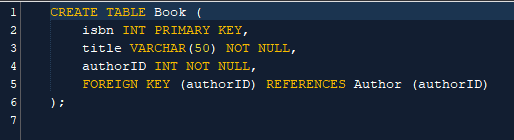 1 CREATE TABLE Book (
2 isbn INT PRIMARY KEY,
3 title VARCHAR(50) NOT NULL,
4 authorID INT NOT NULL,
5 FOREIGN KEY (authorID) REFERENCES Author (authorID)
6 );
7